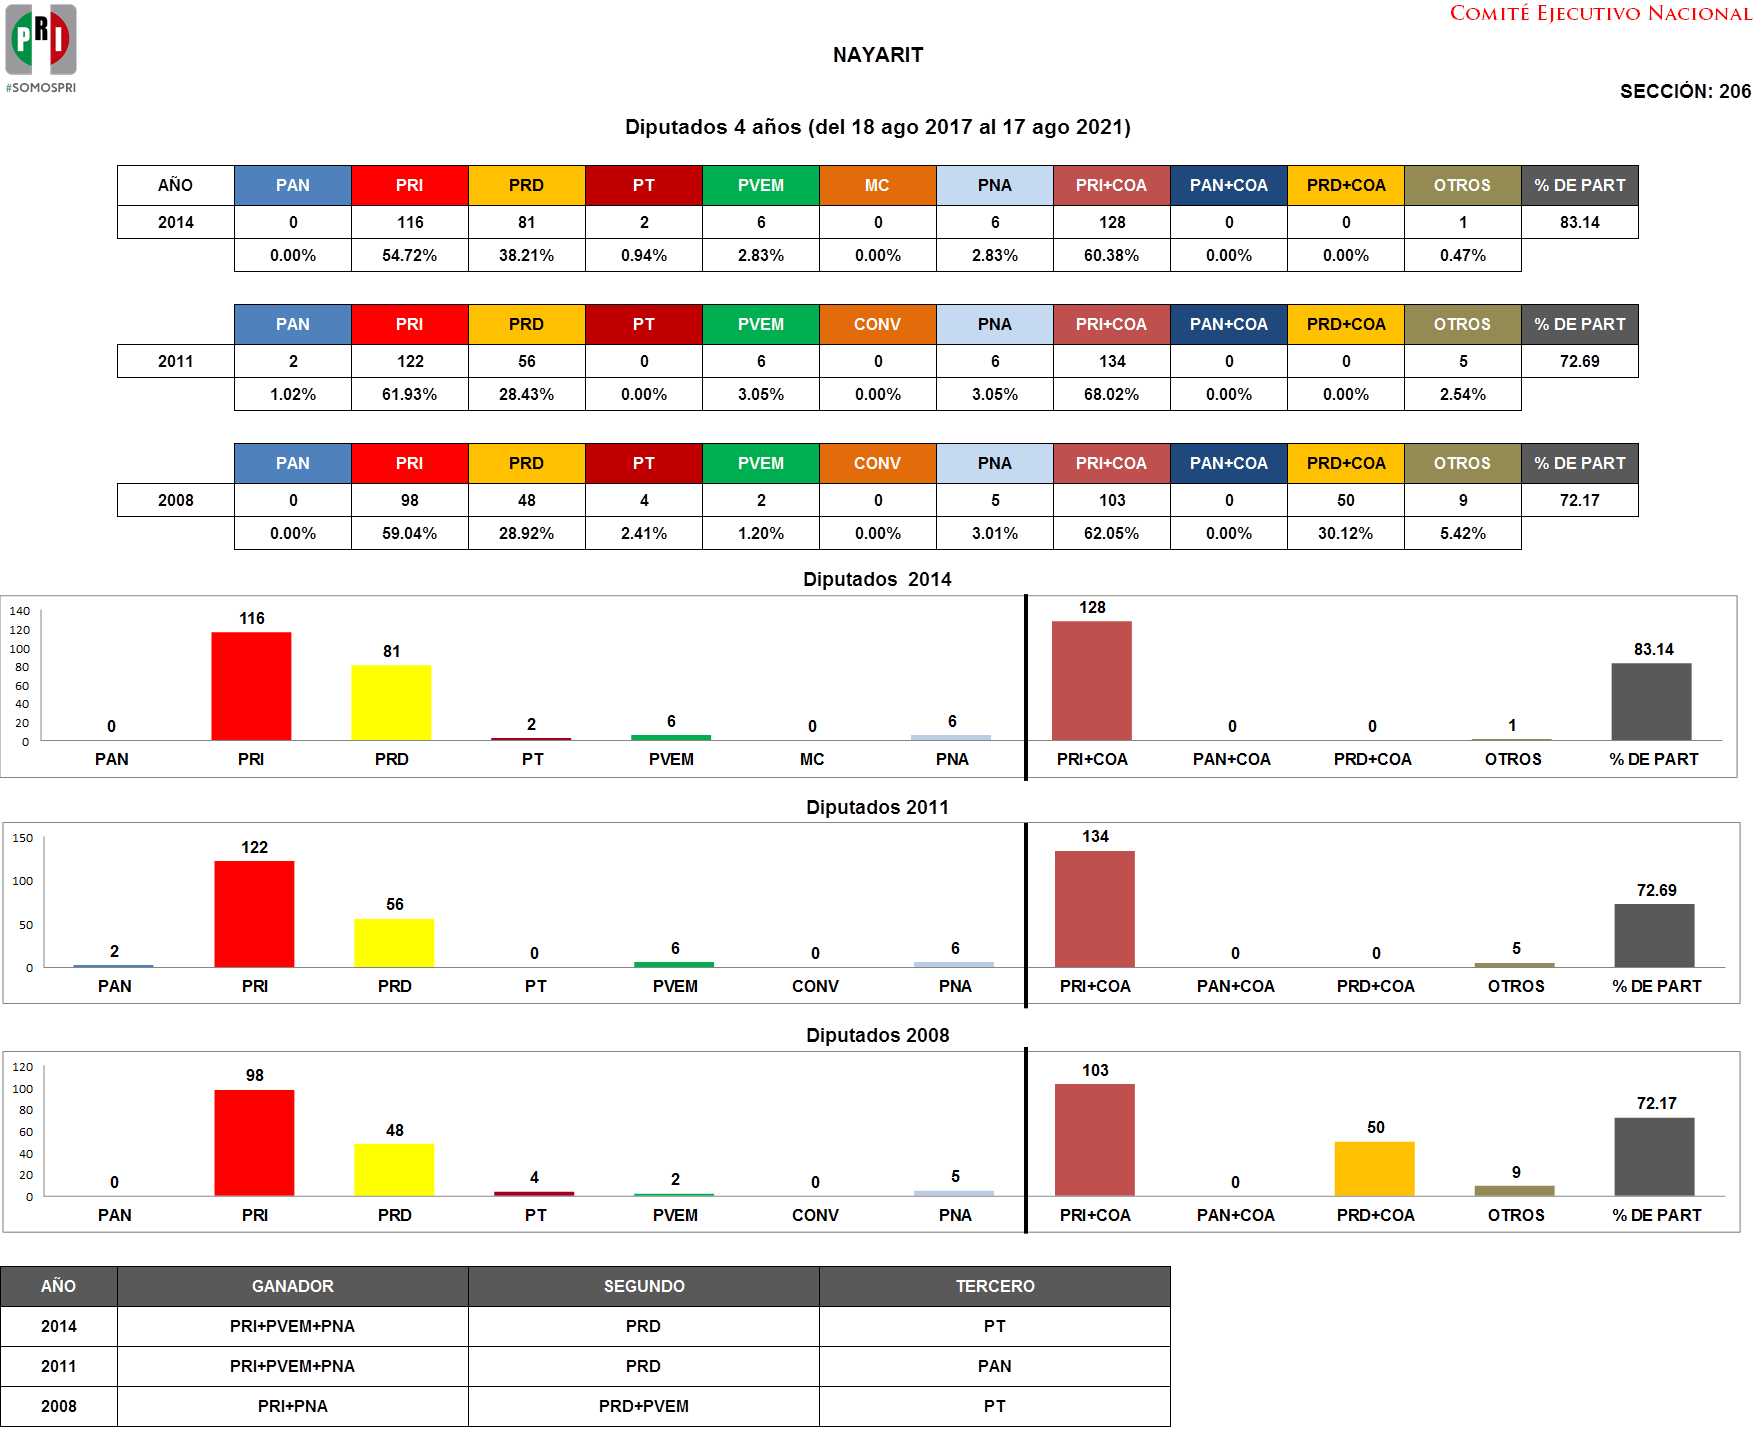 PRI
#SOMOSPRI
COMITÉ EJECUTIVO NACIONAL
NAYARIT
SECCIÓN: 206
Diputados 4 años (del 18 ago 2017 al 17 ago 2021)
AÑO PAN PRI PRD PT PVEM MC PNA PRI+COA PAN+COA PRD+COA OTROS % DE PART
2014 0 116 81 2 6 0 6 128 0 0 1 83.14
0.00% 54.72% 38.21% 0.94% 2.83% 0.00% 2.83% 60.38% 0.00% 0.00% 0.47%
PAN PRI PRD PT PVEM CONV PNA PRI+COA PAN+COA PRD+COA OTROS % DE PART
2011 2 122 56 0 6 0 6 134 0 0 5 72.69
1.02% 61.93% 28.43% 0.00% 3.05% 0.00% 3.05% 68.02% 0.00% 0.00% 2.54%
PAN PRI PRD PT PVEM CONV PNA PRI+COA PAN+COA PRD+COA OTROS % DE PART
2008 0 98 48 4 2 0 5 103 0 50 9 72.17
0.00% 59.04% 28.92% 2.41% 1.20% 0.00% 3.01% 62.05% 0.00% 30.12% 5.42%
Diputados 2014
140
120
100
80
60
40
20
0
0 116 81 2 6 0 6 128 0 0 1 83.14
PAN PRI PRD PT PVEM MC PNA PRI+COA PAN+COA PRD+COA OTROS % DE PART
Diputados 2011
150
100
50
0
2 122 56 0 6 0 6 134 0 0 5 72.69
PAN PRI PRD PT PVEM CONV PNA PRI+COA PAN+COA PRD+COA OTROS % DE PART
Diputados 2008
120
100
80
60
40
20
0
0 98 48 4 2 0 5 103 0 50 9 72.17
PAN PRI PRD PT PVEM CONV PNA PRI+COA PAN+COA PRD+COA OTROS % DE PART
AÑO GANADOR SEGUNDO TERCERO
2014 PRI+PVEM+PNA PRD PT
2011 PRI+PVEM+PNA PRD PAN
2008 PRI+PNA PRD+PVEM PT